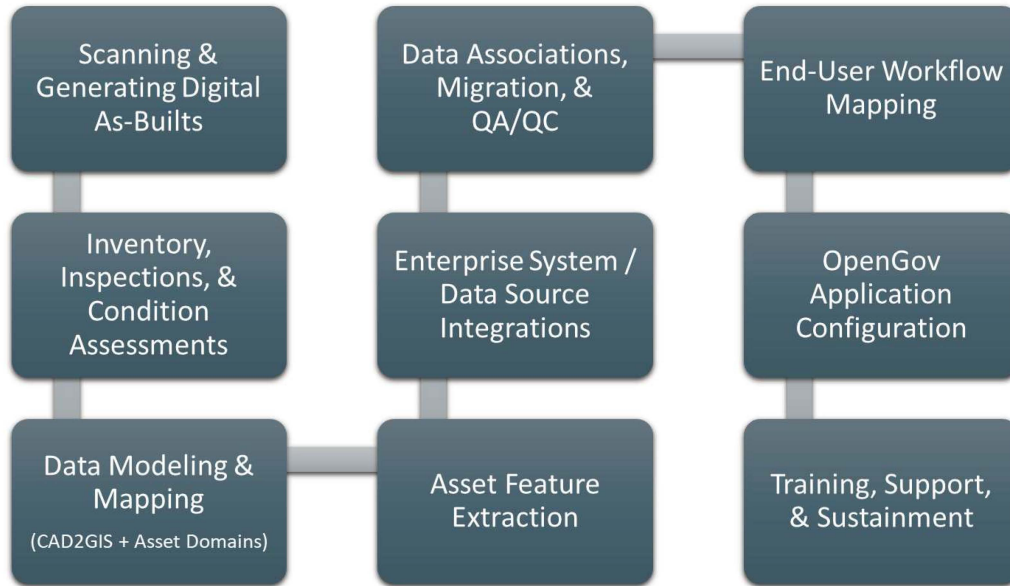 Scanning &
Generating Digital
As-Builts
Inventory,
Inspections, &
Condition
Assessments
Data Modeling &
Mapping
(CAD2GIS + Asset Domains)
Asset Feature
Extraction
Enterprise System /
Data Source
Integrations
Data Associations,
Migration, &
QA/QC
End-User Workflow
Mapping
OpenGov
Application
Configuration
Training, Support,
& Sustainment